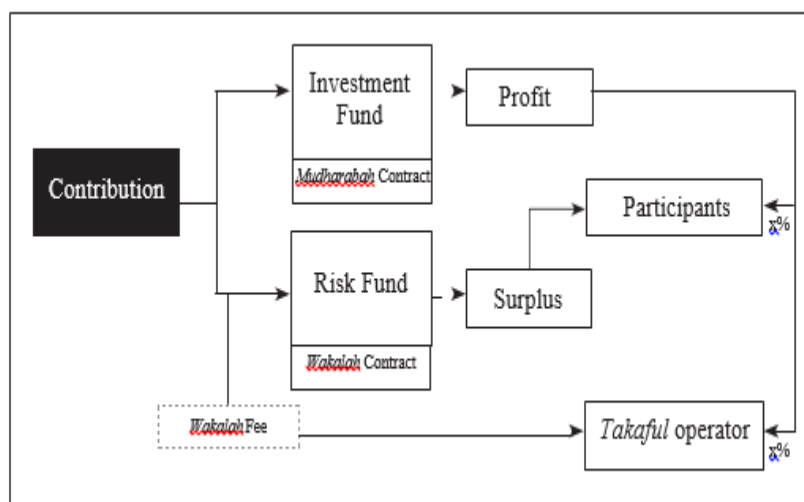 Investment
Fund
Mudharabah Contract
Profit
Contribution
Participants
x%
Risk Fund
Wakalah Contract
Surplus
Wakalah Fee
Takaful operator
x%